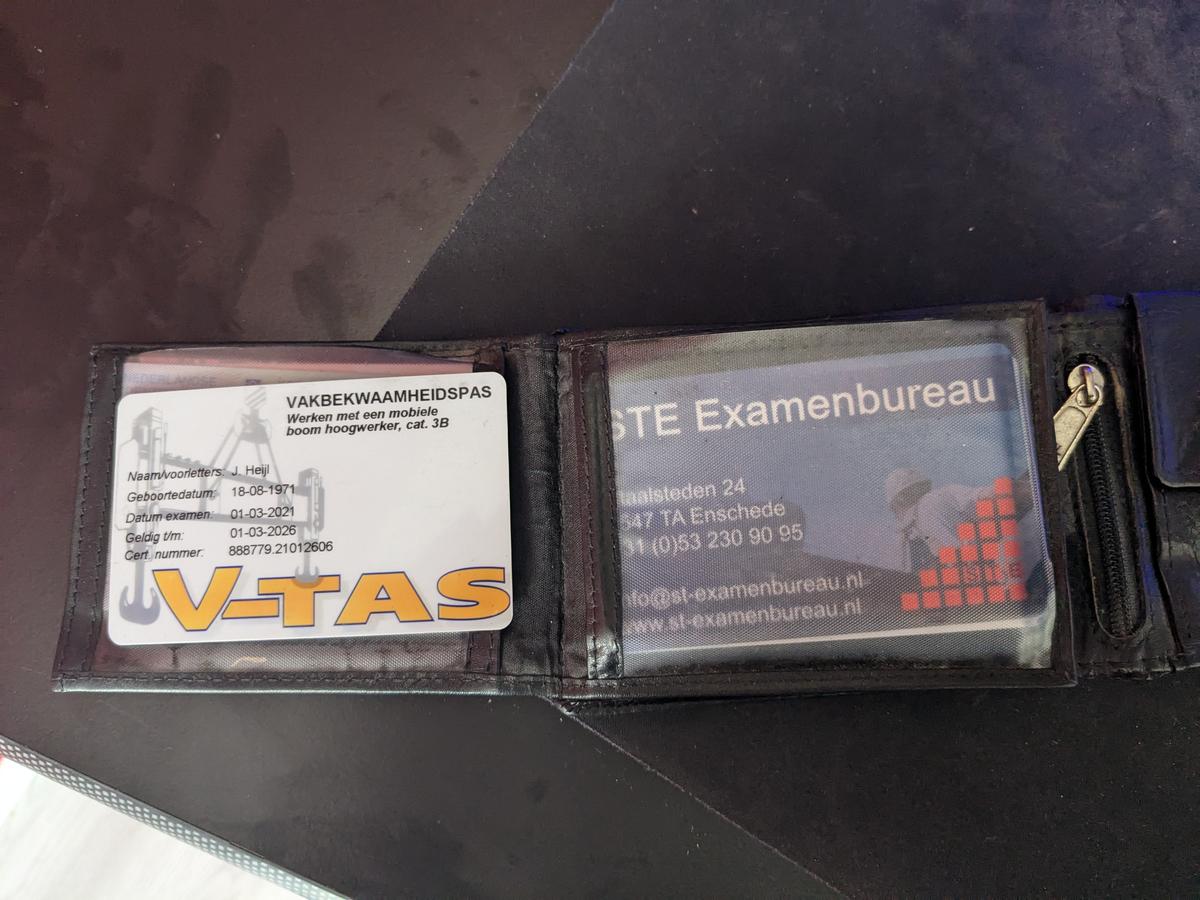 NEDERLANDSE
VAKBEKWAAMHEIDSPAS
Werken met een mobiele
boom hoogwerker, cat. 3B
Naam/voorletters: J. Heijl
Geboortedatum: 18-08-1971
Datum examen: 01-03-2021
Geldig t/m: 01-03-2026
Cert. nummer: 888779.21012606
V-TAS
STE Examenbureau
aalsteden 24
547 TA Enschede
31 (0)53 230 90 95
nfo@st-examenbureau.nl
www.st-examenbureau.nl
STE